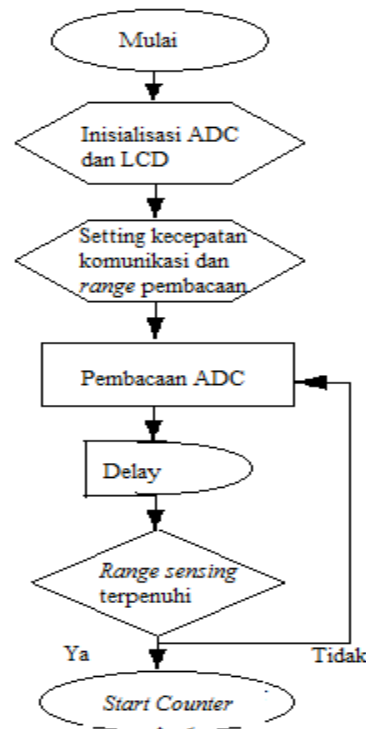 Mulai
Inisialisasi ADC
dan LCD
Setting kecepatan
komunikasi dan
range pembacaan
Pembacaan ADC
Delay
Range sensing
terpenuhi
Ya
Tidak
Start Counter